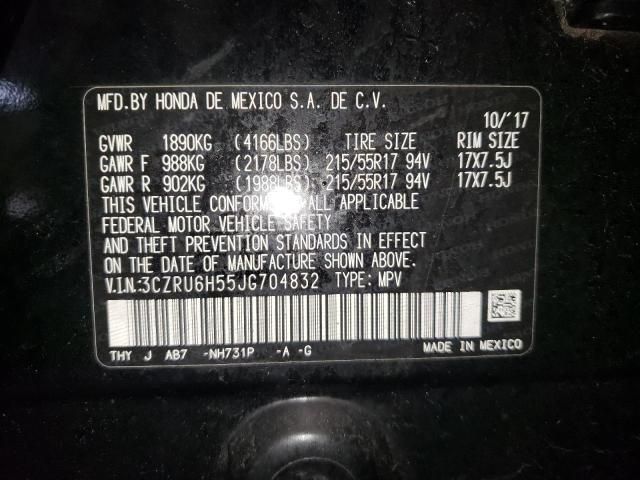 MFD.BY HONDA DE MEXICO S.A. DE C.V.
10/'17
GVWR 1890KG (4166LBS) TIRE SIZE RIM SIZE
GAWR F 988KG (2178LBS) 215/55R17 94V 17X7.5J
GAWR R 902KG (1988LBS) 215/55R17 94V 17X7.5J
THIS VEHICLE CONFORMS TO ALL APPLICABLE
FEDERAL MOTOR VEHICLE SAFETY
AND THEFT PREVENTION STANDARDS IN EFFECT
ON THE DATE OF MANUFACTURE SHOWN ABOVE.
V.I.N.:3CZRU6H55JG704832 TYPE: MPV
THY J AB7 -NH731P -A -G MADE IN MEXICO